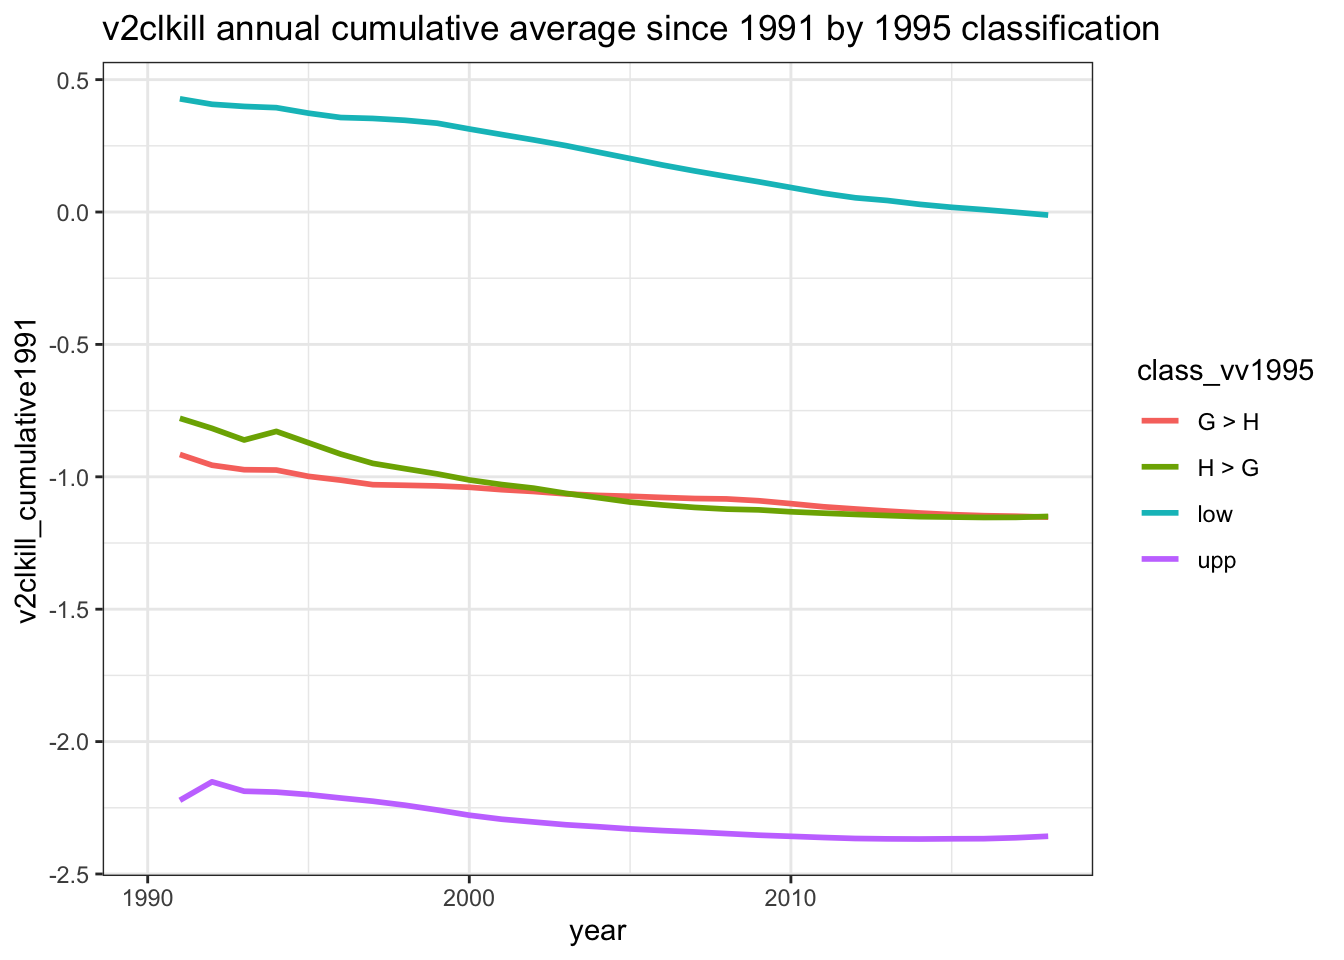 v2clkill annual cumulative average since 1991 by 1995 classification
v2clkill_cumulative1991
0.5
0.0
-0.5
-1.0
-1.5
-2.0
-2.5
1990
2000
2010
year
class_vv1995
G > H
H > G
low
upp